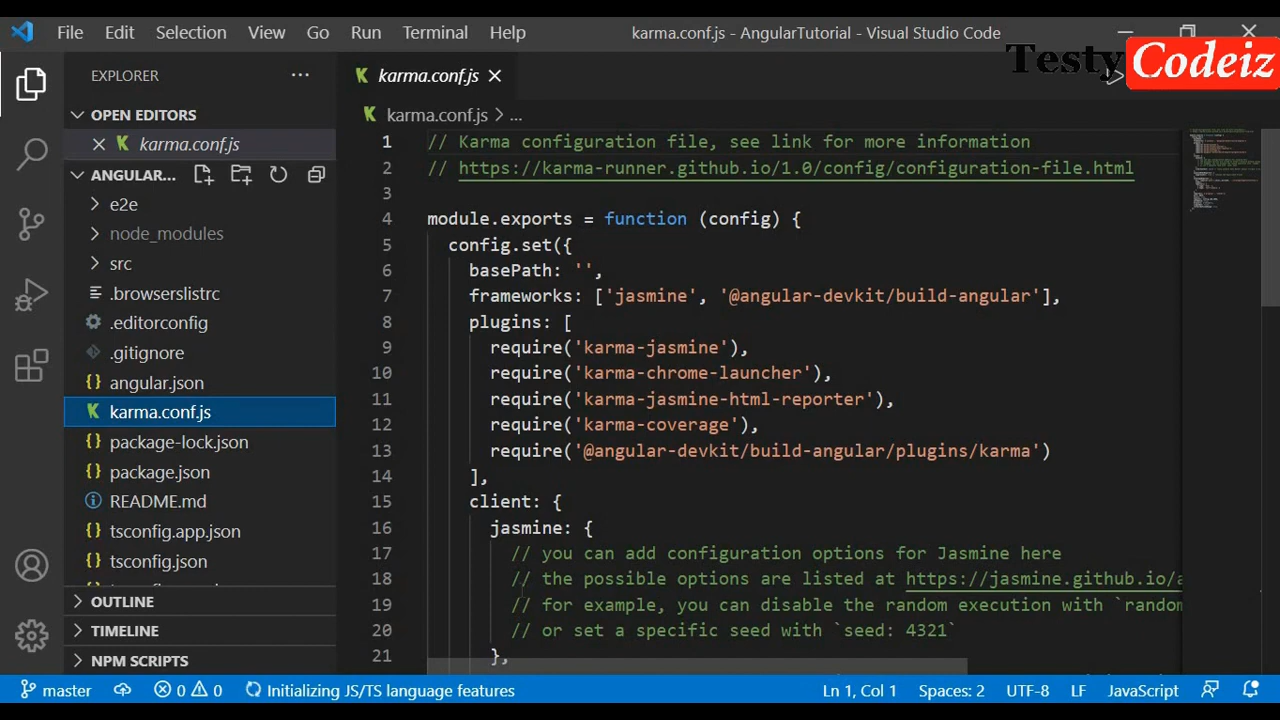 File Edit Selection View Go Run Terminal Help karma.conf.js - AngularTutorial - Visual Studio Code
Testy Codeiz
EXPLORER
OPEN EDITORS
karma.conf.js
ANGULAR...
e2e
node_modules
src
.browserslistrc
.editorconfig
.gitignore
angular.json
karma.conf.js
package-lock.json
package.json
README.md
tsconfig.app.json
tsconfig.json
OUTLINE
TIMELINE
NPM SCRIPTS
karma.conf.js
karma.conf.js > ...
1 // Karma configuration file, see link for more information
2 // https://karma-runner.github.io/1.0/config/configuration-file.html
3
4 module.exports = function (config) {
5 config.set({
6 basePath: '',
7 frameworks: ['jasmine', '@angular-devkit/build-angular'],
8 plugins: [
9 require('karma-jasmine'),
10 require('karma-chrome-launcher'),
11 require('karma-jasmine-html-reporter'),
12 require('karma-coverage'),
13 require('@angular-devkit/build-angular/plugins/karma')
14 ],
15 client: {
16 jasmine: {
17 // you can add configuration options for Jasmine here
18 // the possible options are listed at https://jasmine.github.io/a
19 // for example, you can disable the random execution with `random
20 // or set a specific seed with `seed: 4321`
21 },
master 0 0 Initializing JS/TS language features Ln 1, Col 1 Spaces: 2 UTF-8 LF JavaScript